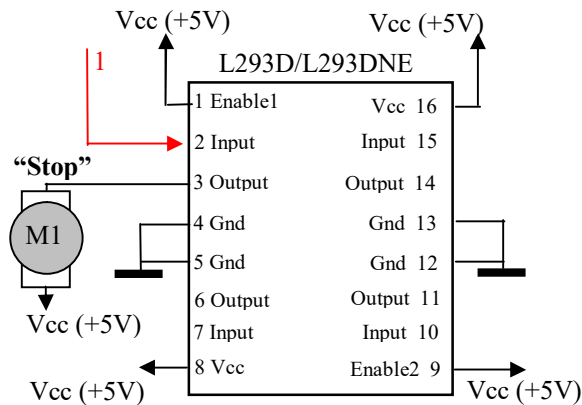 Vcc (+5V)
Vcc (+5V)
L293D/L293DNE
1
1 Enable1
Vcc 16
2 Input
Input 15
“Stop”
3 Output
Output 14
M1
4 Gnd
Gnd 13
5 Gnd
Gnd 12
6 Output
Output 11
Vcc (+5V)
7 Input
Input 10
8 Vcc
Enable2 9
Vcc (+5V)
Vcc (+5V)